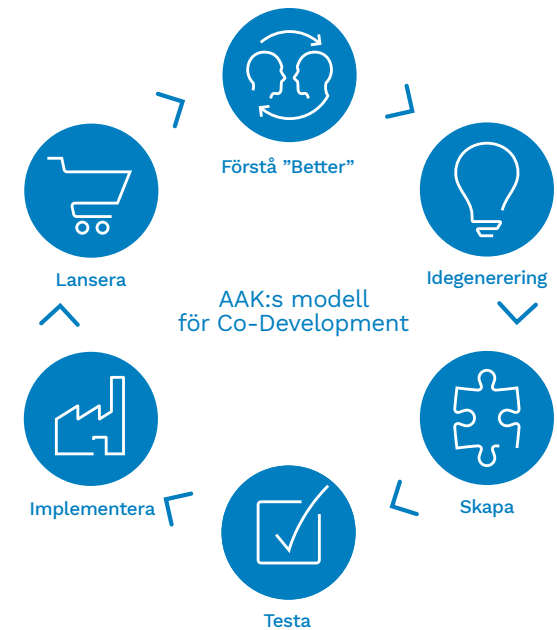 Förstå ”Better”
Idegenerering
Skapa
Testa
Implementera
Lansera
AAK:s modell
för Co-Development